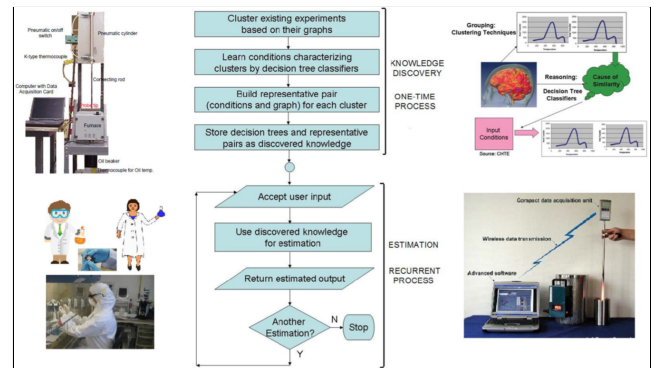 Pneumatic on/off switch
Pneumatic cylinder
K-type thermocouple
Connecting rod
Computer with Data
Acquisition Card
Furnace
Oil beaker
Thermocouple for Oil temp.
Cluster existing experiments
based on their graphs
Learn conditions characterizing
clusters by decision tree classifiers
Build representative pair
(conditions and graph) for each cluster
Store decision trees and representative
pairs as discovered knowledge
KNOWLEDGE
DISCOVERY
ONE-TIME
PROCESS
Accept user input
Use discovered knowledge
for estimation
Return estimated output
Another
Estimation?
N
Stop
Y
ESTIMATION
RECURRENT
PROCESS
Grouping:
Clustering Techniques
Reasoning:
Decision Tree
Classifiers
Cause of
Similarity
Input
Conditions
Source: CHTE
Compact data acquisition unit
Wireless data transmission
Advanced software